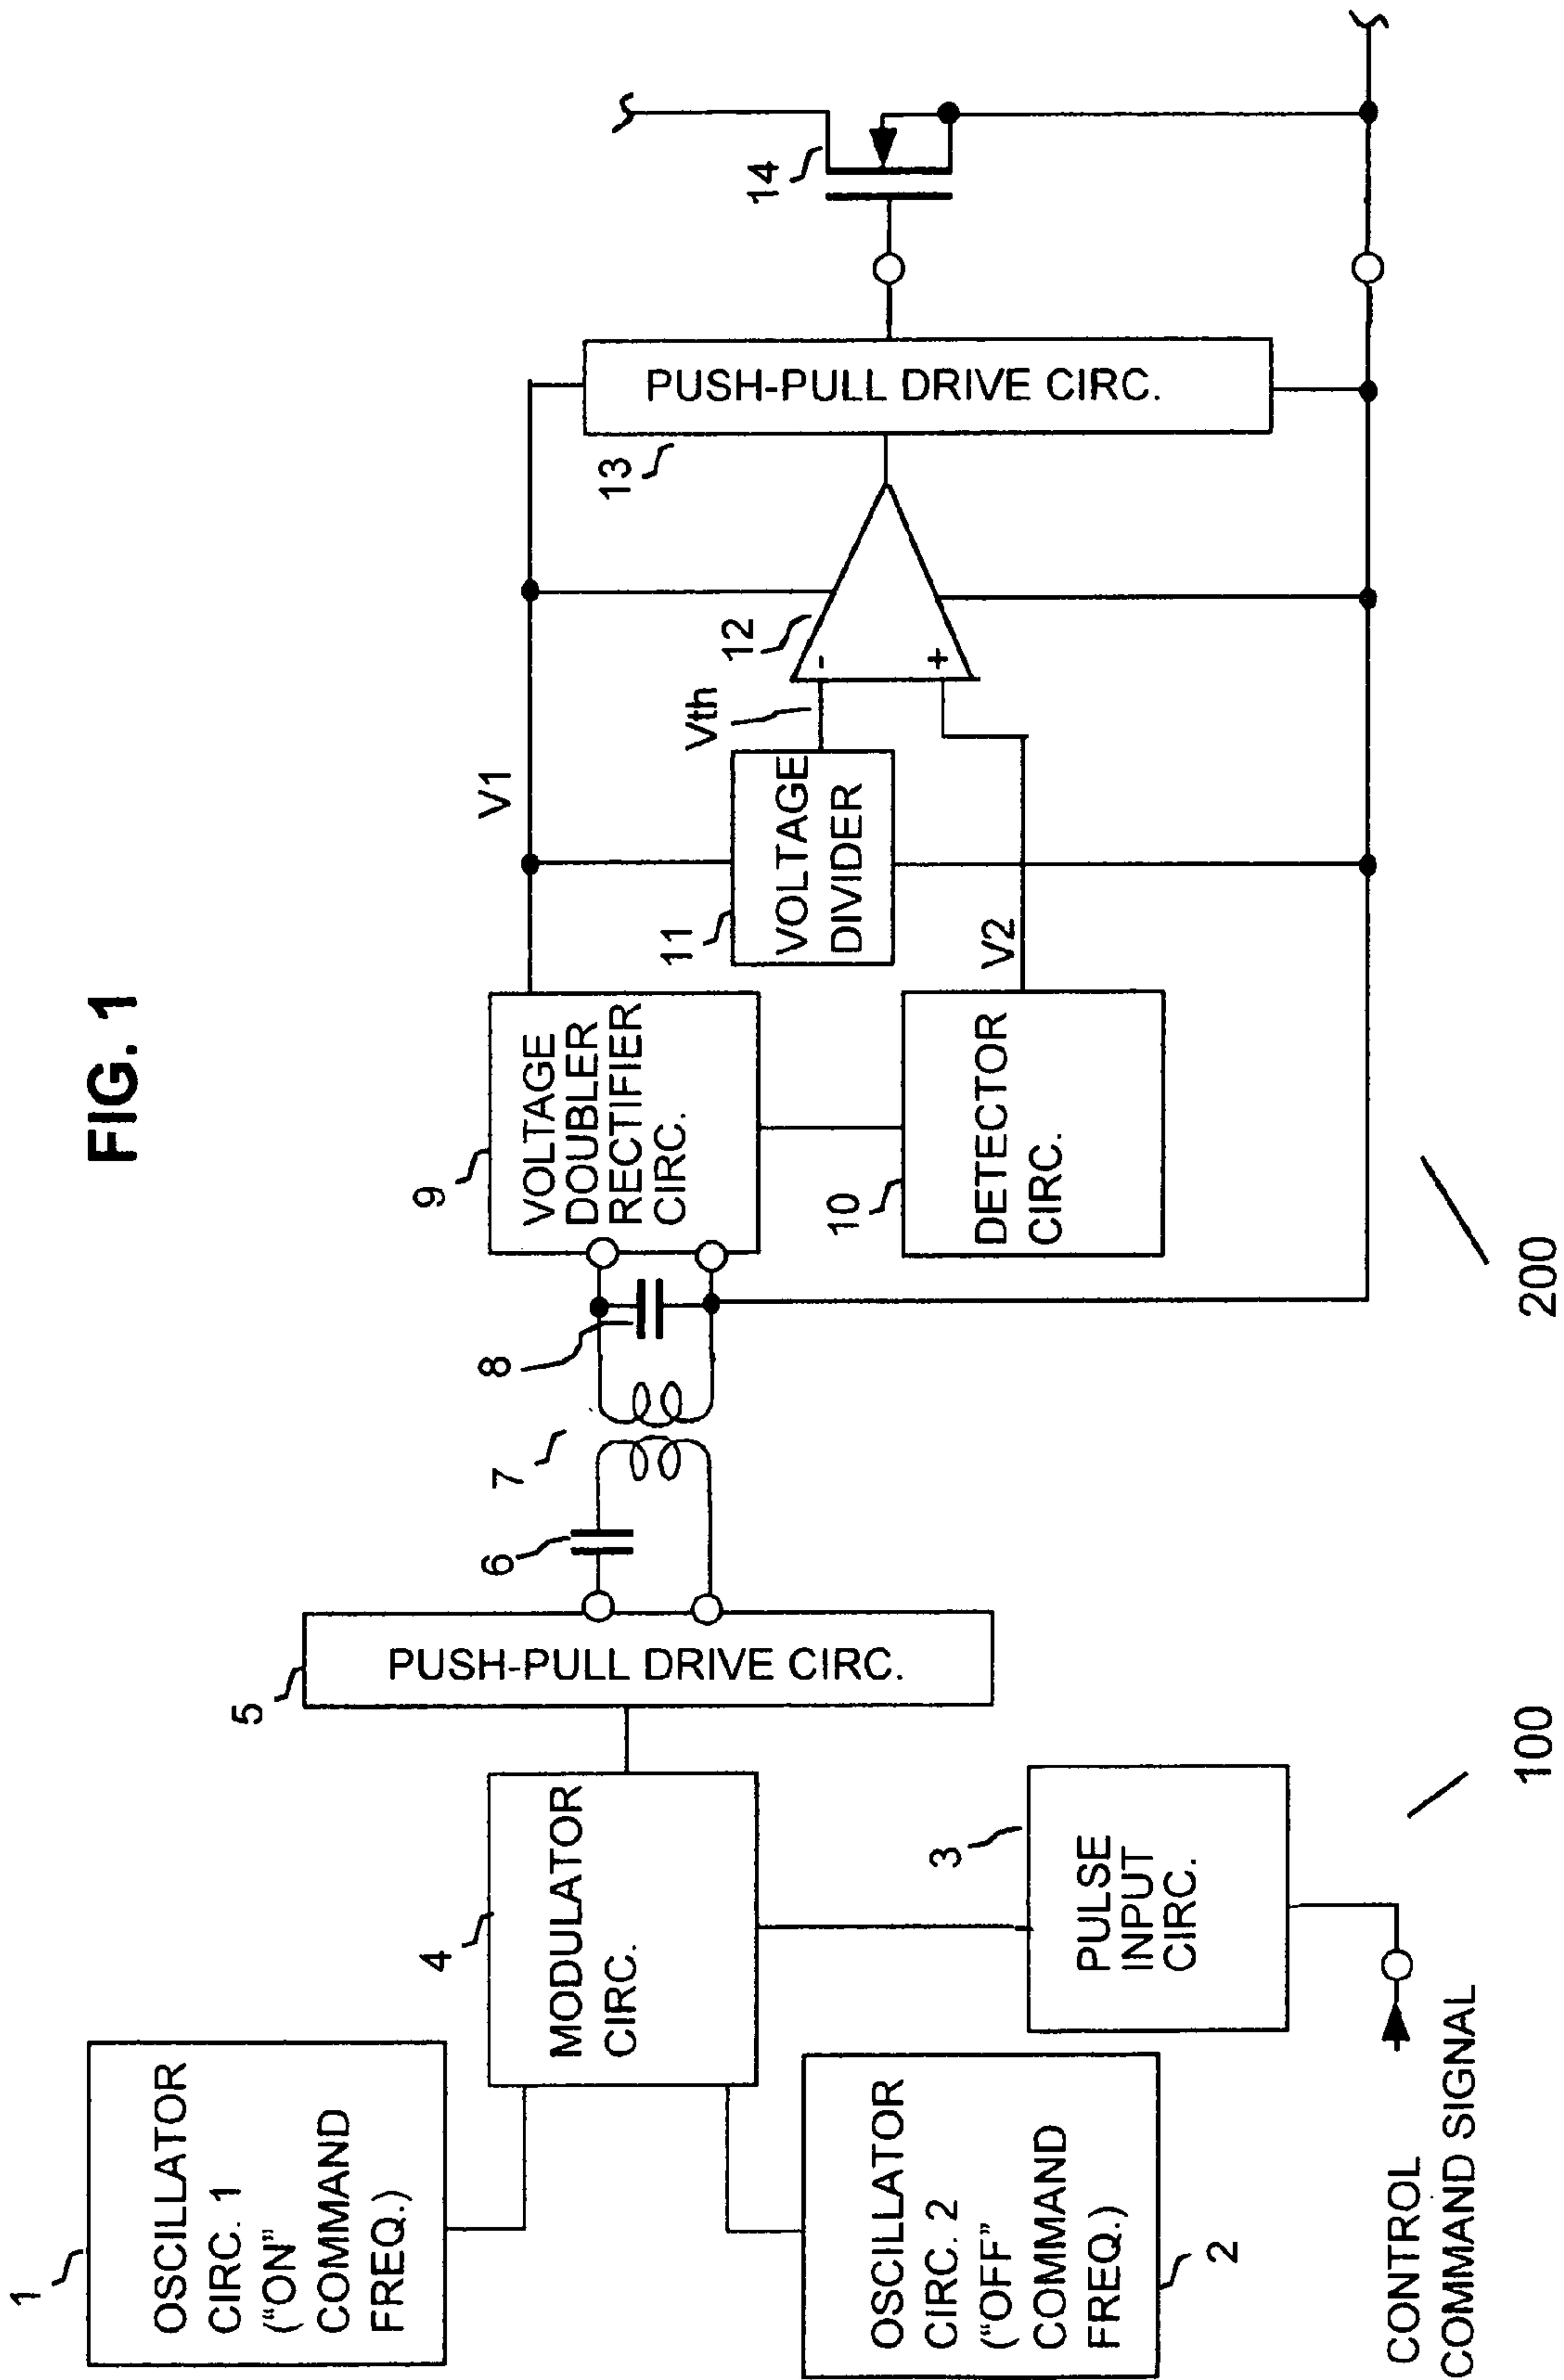 FIG. 1
1
OSCILLATOR
CIRC. 1
("ON"
COMMAND
FREQ.)
OSCILLATOR
CIRC. 2
("OFF"
COMMAND
FREQ.)
2
CONTROL
COMMAND SIGNAL
4
MODULATOR
CIRC.
3
PULSE
INPUT
CIRC.
100
5
PUSH-PULL DRIVE CIRC.
6
7
8
9
VOLTAGE
DOUBLER
RECTIFIER
CIRC.
10
DETECTOR
CIRC.
200
V1
V2
11
VOLTAGE
DIVIDER
Vth
12
-
+
13
PUSH-PULL DRIVE CIRC.
14